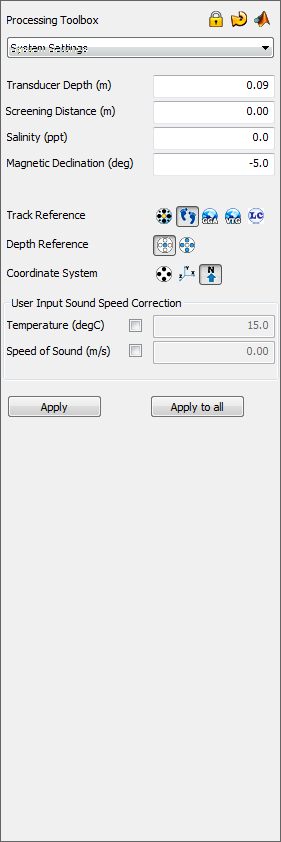 Processing Toolbox
System Settings
Transducer Depth (m) 0.09
Screening Distance (m) 0.00
Salinity (ppt) 0.0
Magnetic Declination (deg) -5.0
Track Reference GGA VTG LC
Depth Reference
Coordinate System N
User Input Sound Speed Correction
Temperature (degC) 15.0
Speed of Sound (m/s) 0.00
Apply Apply to all